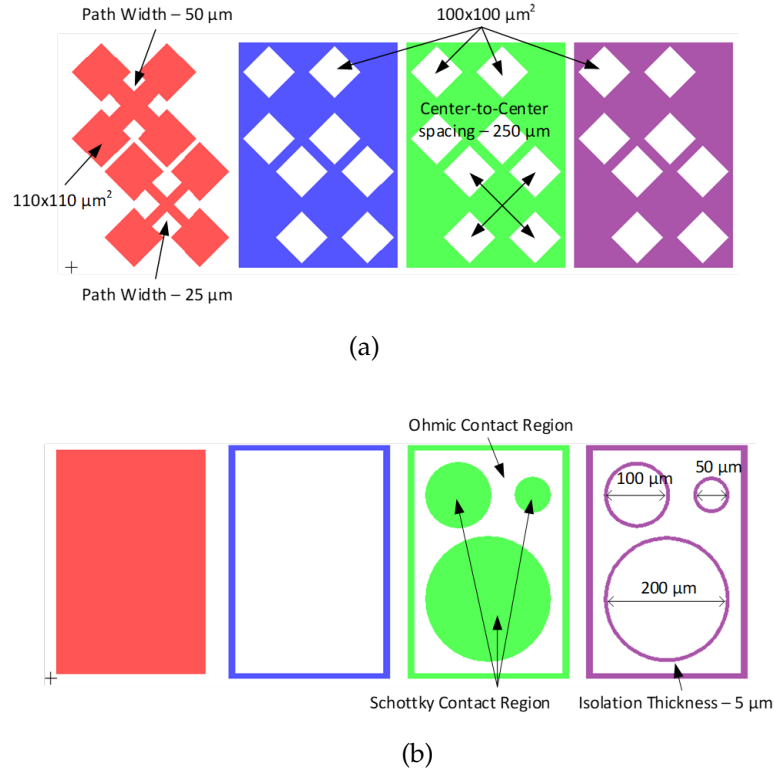 Path Width – 50 µm
100x100 µm²
Center-to-Center
spacing – 250 µm
110x110 µm²
Path Width – 25 µm
(a)
Ohmic Contact Region
100 µm
50 µm
200 µm
Schottky Contact Region
Isolation Thickness – 5 µm
(b)